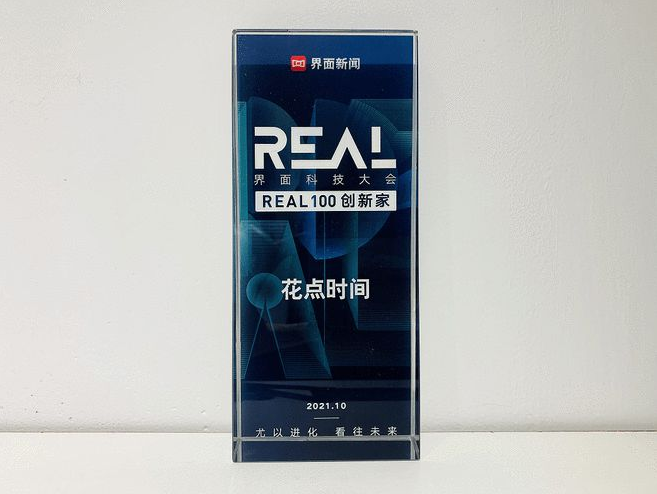 界面新闻
REAL
界面科技大会
REAL100 创新家
花点时间
2021.10
尤以进化 看往未来